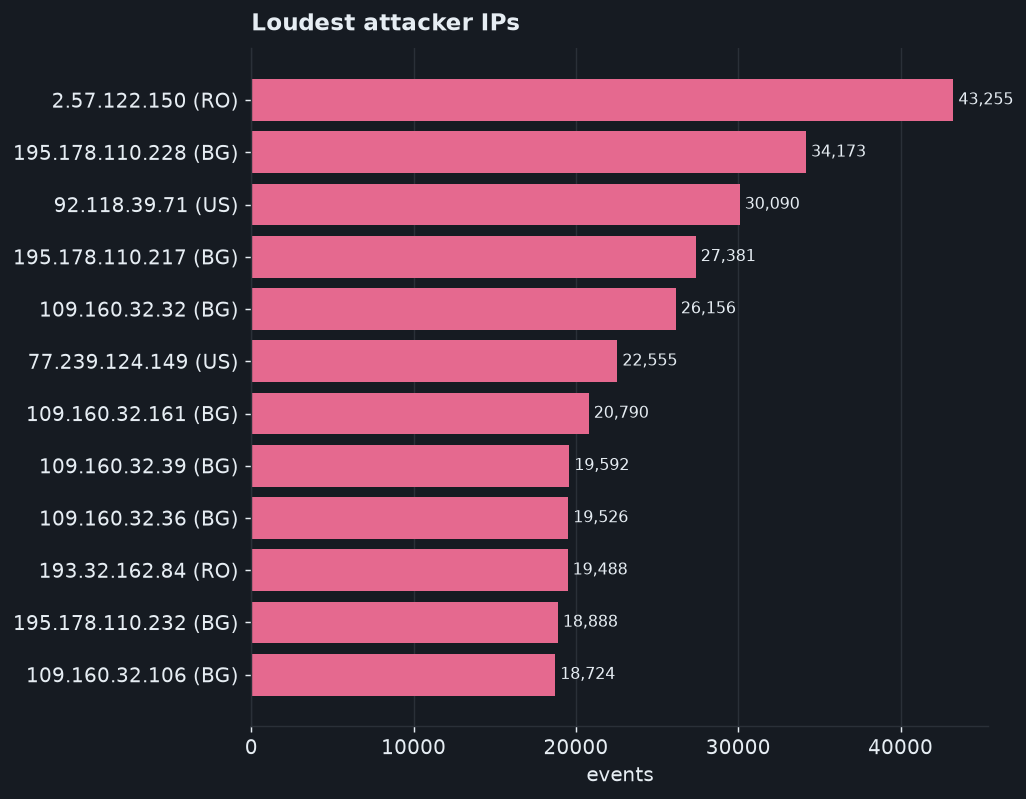 Loudest attacker IPs
2.57.122.150 (RO)
43,255
195.178.110.228 (BG)
34,173
92.118.39.71 (US)
30,090
195.178.110.217 (BG)
27,381
109.160.32.32 (BG)
26,156
77.239.124.149 (US)
22,555
109.160.32.161 (BG)
20,790
109.160.32.39 (BG)
19,592
109.160.32.36 (BG)
19,526
193.32.162.84 (RO)
19,488
195.178.110.232 (BG)
18,888
109.160.32.106 (BG)
18,724
0 10000 20000 30000 40000
events